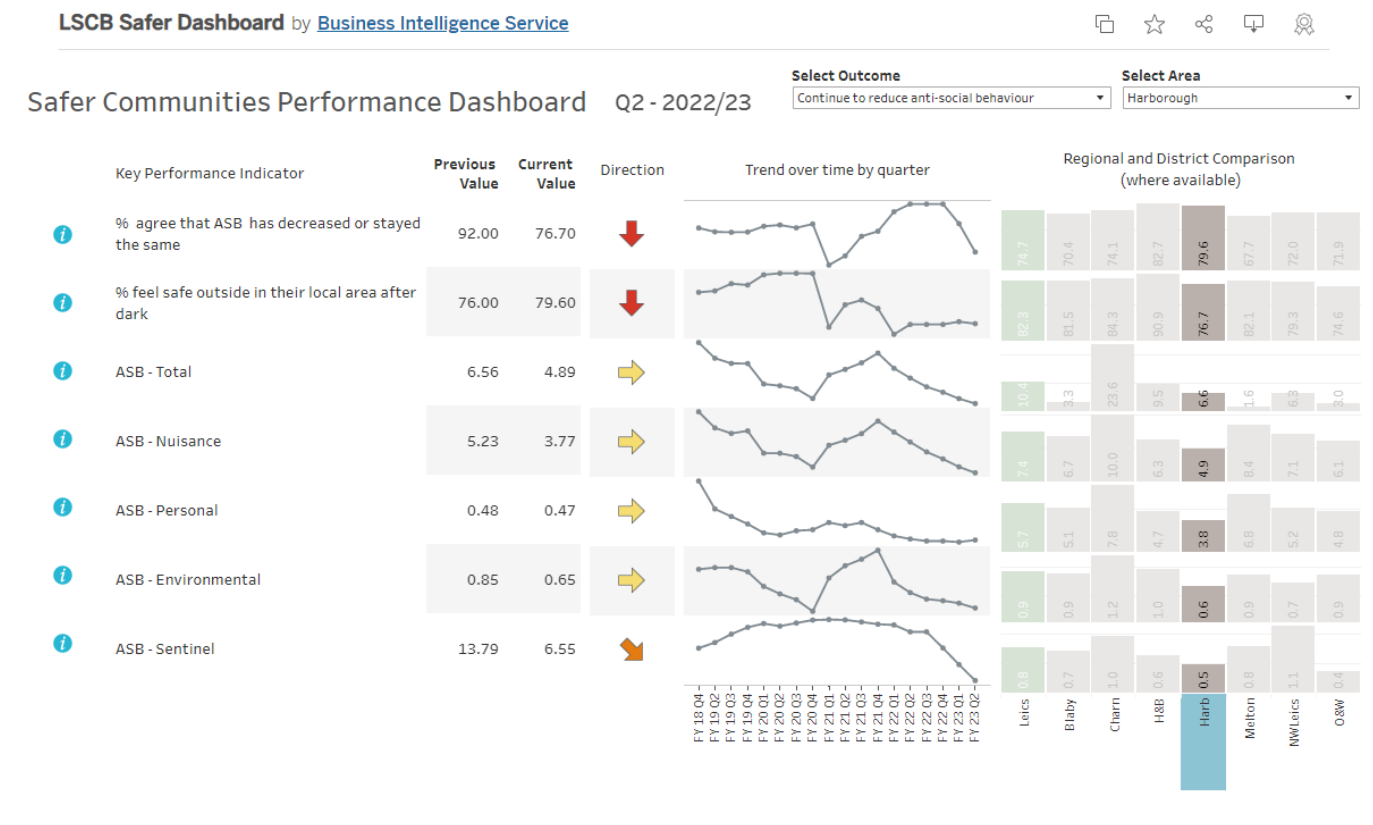 LSCB Safer Dashboard by Business Intelligence Service
Safer Communities Performance Dashboard Q2 - 2022/23
Select Outcome
Continue to reduce anti-social behaviour
Select Area
Harborough
Key Performance Indicator
Previous Value
Current Value
Direction
Trend over time by quarter
Regional and District Comparison
(where available)
% agree that ASB has decreased or stayed
the same
92.00 76.70
74.7 70.4 74.1 82.7 79.6 67.7 72.0 71.9
% feel safe outside in their local area after
dark
76.00 79.60
82.3 81.5 84.3 90.9 76.7 82.1 79.3 74.6
ASB - Total 6.56 4.89
10.4 3.3 23.6 9.5 6.6 1.6 6.3 3.0
ASB - Nuisance 5.23 3.77
7.4 6.7 10.0 6.3 4.9 8.4 7.1 6.1
ASB - Personal 0.48 0.47
5.7 5.1 7.8 4.7 3.8 6.8 5.2 4.8
ASB - Environmental 0.85 0.65
0.9 0.9 1.2 1.0 0.6 0.9 0.7 0.9
ASB - Sentinel 13.79 6.55
0.8 0.7 1.0 0.6 0.5 0.8 1.1 0.4
FY 18 Q4
FY 19 Q2
FY 19 Q3
FY 19 Q4
FY 20 Q1
FY 20 Q2
FY 20 Q3
FY 20 Q4
FY 21 Q1
FY 21 Q2
FY 21 Q3
FY 21 Q4
FY 22 Q1
FY 22 Q2
FY 22 Q3
FY 22 Q4
FY 23 Q1
FY 23 Q2
Leics
Blaby
Charn
H&B
Harb
Melton
NWLeics
O&W